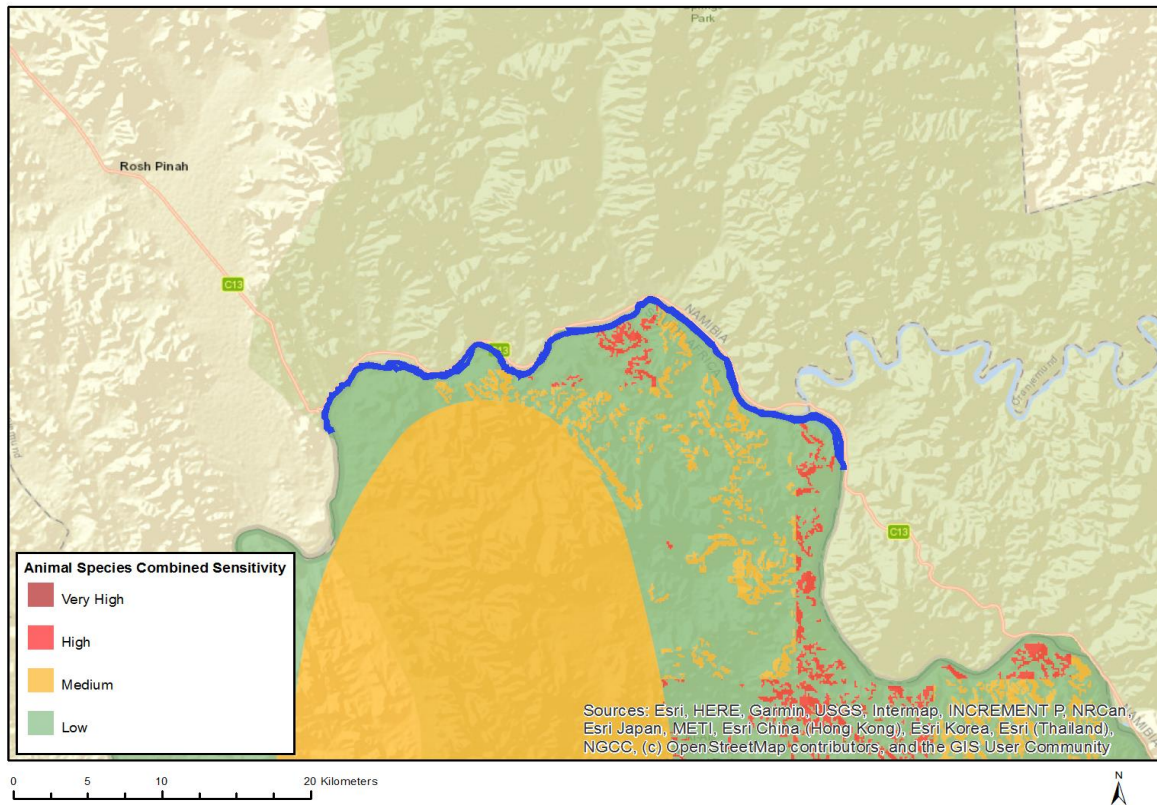 Park
Rosh Pinah
C13
NAMIBIA
Oranjemund
C13
Animal Species Combined Sensitivity
Very High
High
Medium
Low
Sources: Esri, HERE, Garmin, USGS, Intermap, INCREMENT P, NRCan,
Esri Japan, METI, Esri China (Hong Kong), Esri Korea, Esri (Thailand),
NGCC, (c) OpenStreetMap contributors, and the GIS User Community
0 5 10 20 Kilometers
N